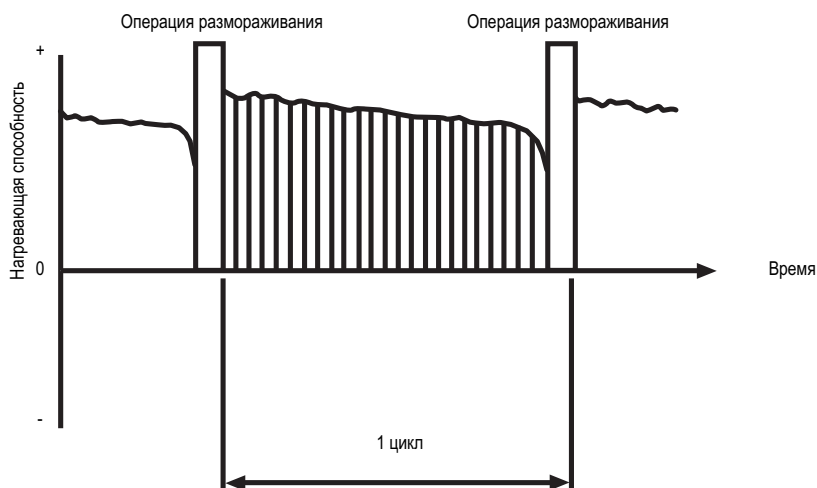 Операция размораживания
Операция размораживания
+
Нагревающая способность
0
Время
-
1 цикл